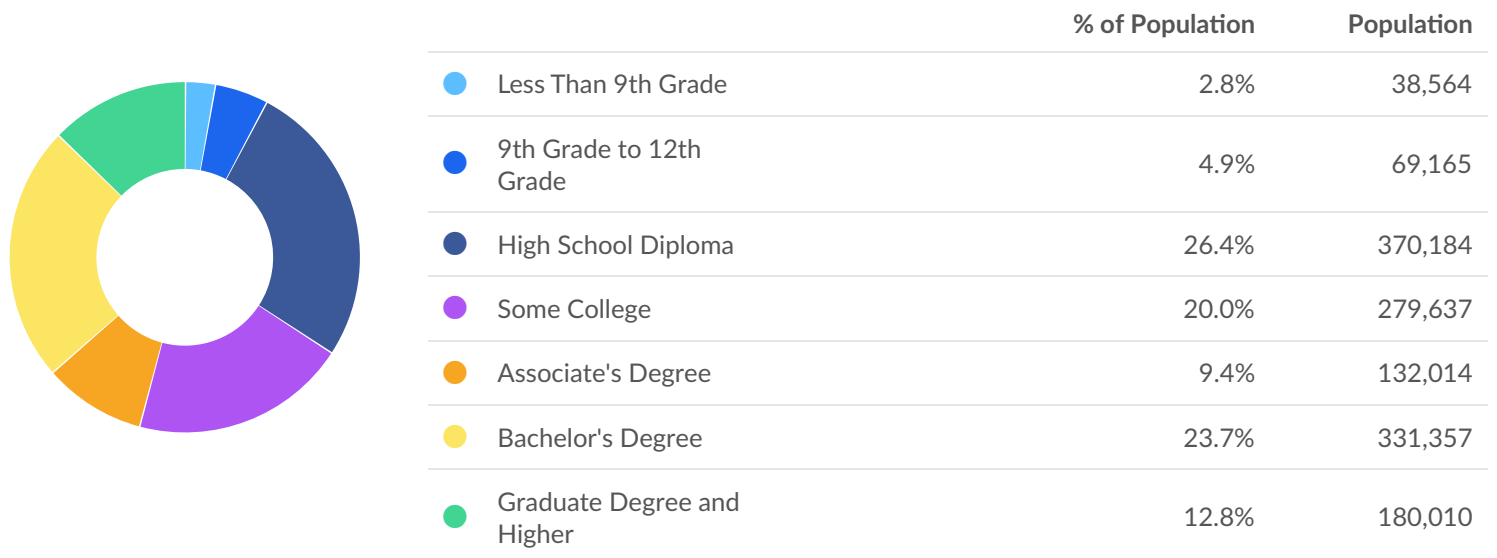 % of Population Population
Less Than 9th Grade 2.8% 38,564
9th Grade to 12th
Grade 4.9% 69,165
High School Diploma 26.4% 370,184
Some College 20.0% 279,637
Associate's Degree 9.4% 132,014
Bachelor's Degree 23.7% 331,357
Graduate Degree and
Higher 12.8% 180,010